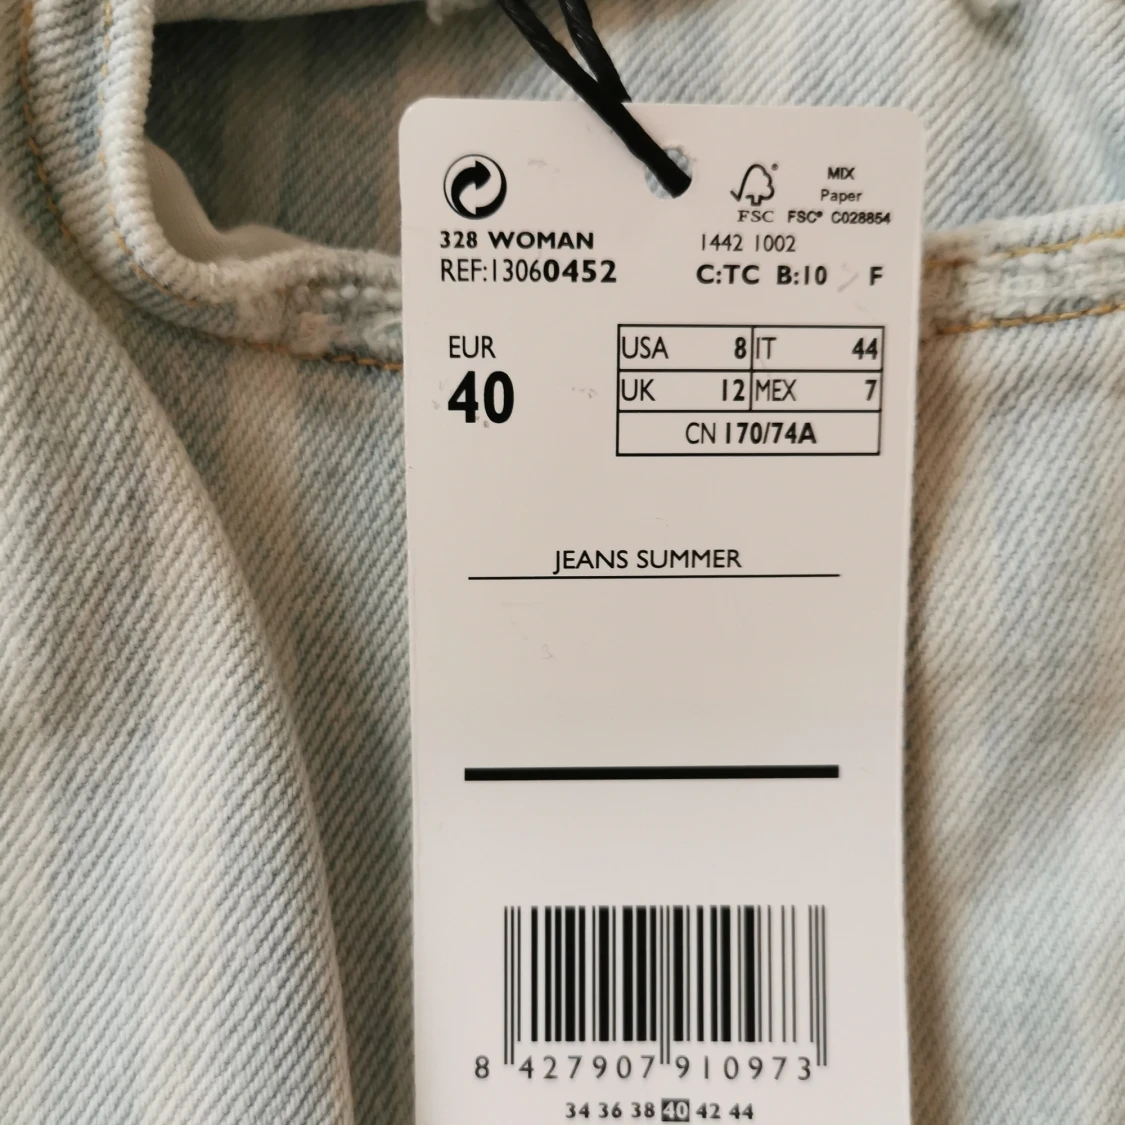 MIX
Paper
FSC® FSC® C028854
328 WOMAN 1442 1002
REF:13060452 C:TC B:10 F
EUR
40
USA 8 IT 44
UK 12 MEX 7
CN 170/74A
JEANS SUMMER
8 427907 910973
34 36 38 40 42 44